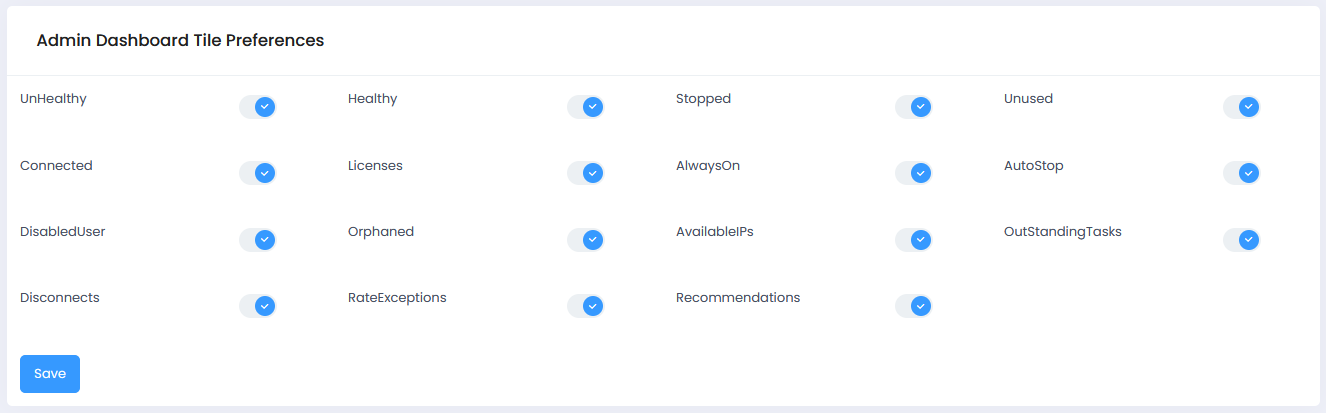 Admin Dashboard Tile Preferences
UnHealthy Healthy Stopped Unused
Connected Licenses AlwaysOn AutoStop
DisabledUser Orphaned AvailableIPs OutStandingTasks
Disconnects RateExceptions Recommendations
Save